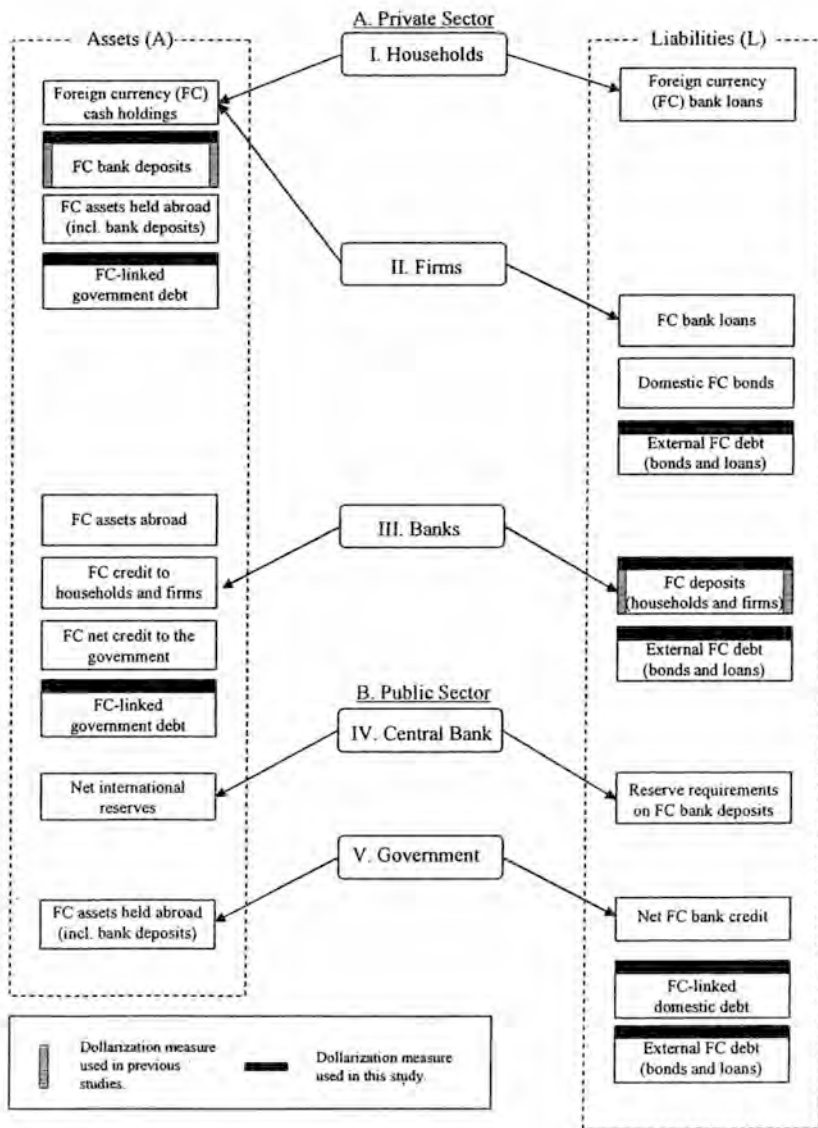 A. Private Sector
Assets (A)
I. Households
Liabilities (L)
Foreign currency (FC)
cash holdings
Foreign currency
(FC) bank loans
FC bank deposits
FC assets held abroad
(incl. bank deposits)
FC-linked
government debt
II. Firms
FC bank loans
Domestic FC bonds
External FC debt
(bonds and loans)
FC assets abroad
III. Banks
FC credit to
households and firms
FC deposits
(households and firms)
FC net credit to the
government
External FC debt
(bonds and loans)
FC-linked
government debt
B. Public Sector
IV. Central Bank
Net international
reserves
Reserve requirements
on FC bank deposits
V. Government
FC assets held abroad
(incl. bank deposits)
Net FC bank credit
FC-linked
domestic debt
External FC debt
(bonds and loans)
Dollarization measure
used in previous
studies.
Dollarization measure
used in this study.